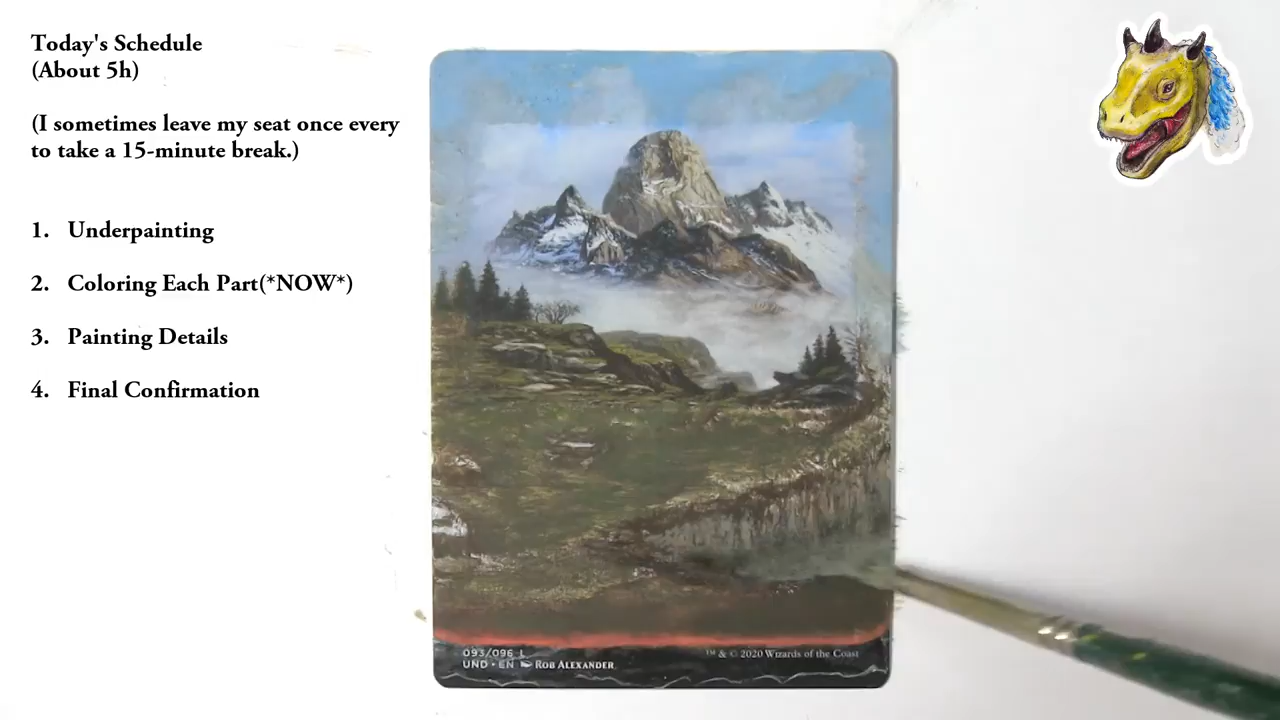 Today's Schedule
(About 5h)
(I sometimes leave my seat once every
to take a 15-minute break.)
1. Underpainting
2. Coloring Each Part(*NOW*)
3. Painting Details
4. Final Confirmation
093/096 L
UND • EN Rob Alexander
™ & © 2020 Wizards of the Coast